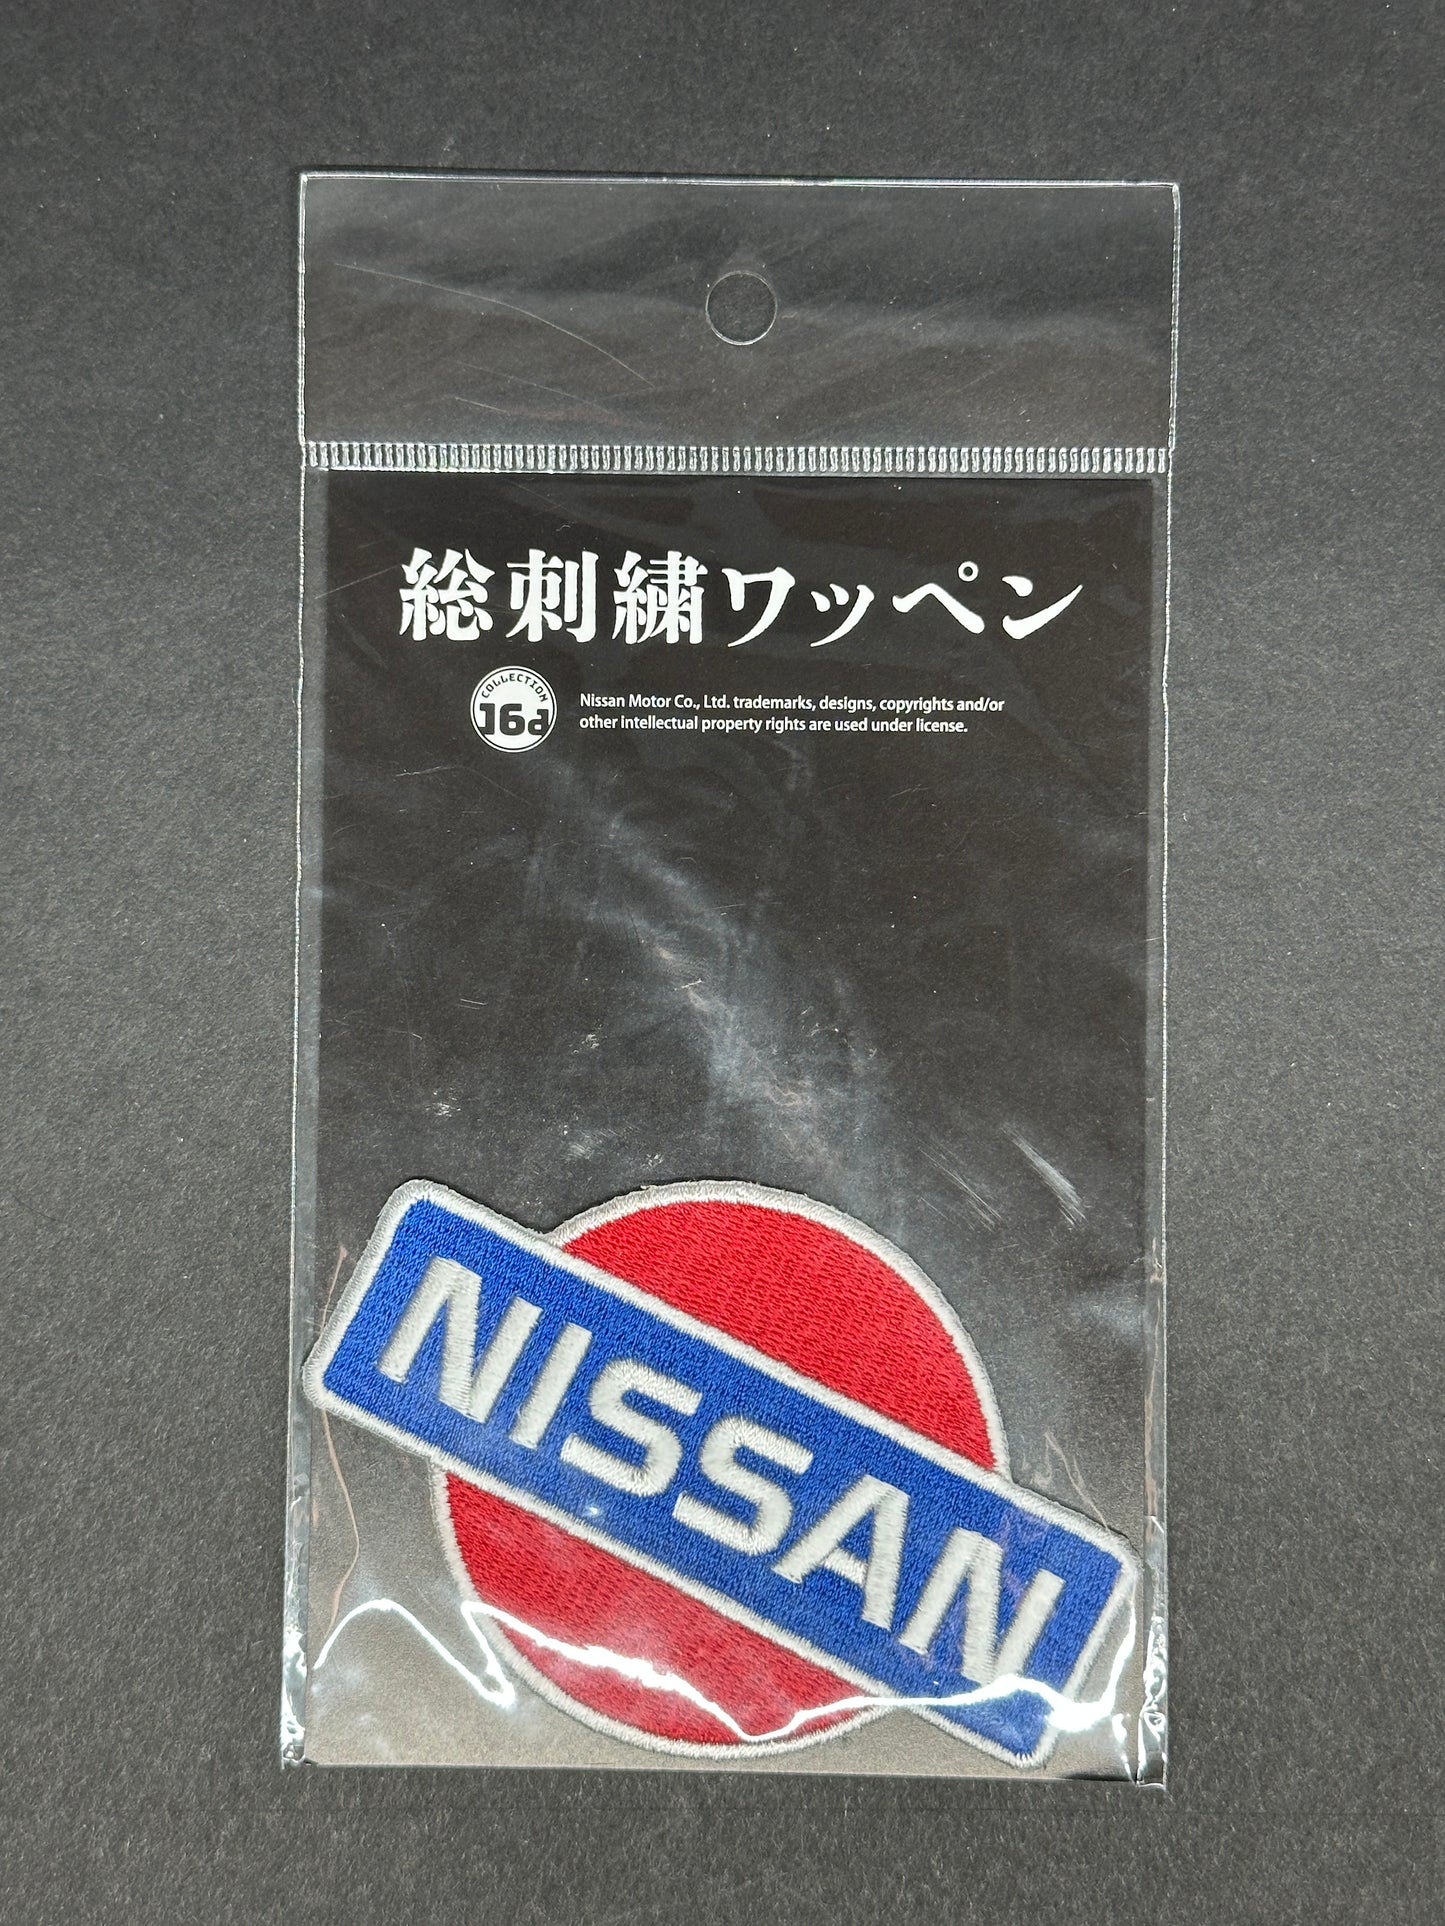 総刺繍ワッペン
COLLECTION
16d
Nissan Motor Co., Ltd. trademarks, designs, copyrights and/or
other intellectual property rights are used under license.
NISSAN